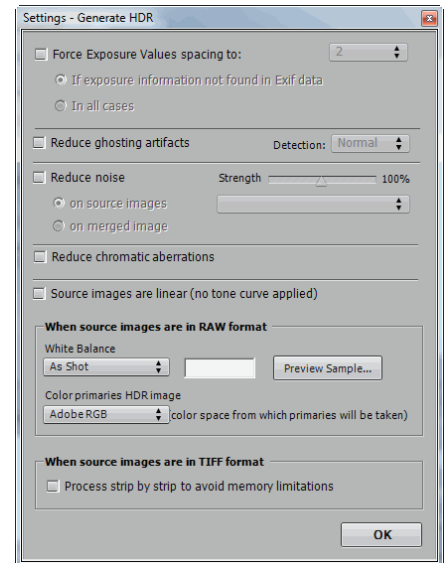 Settings - Generate HDR
Force Exposure Values spacing to: 2
If exposure information not found in Exif data
In all cases
Reduce ghosting artifacts Detection: Normal
Reduce noise Strength 100%
on source images
on merged image
Reduce chromatic aberrations
Source images are linear (no tone curve applied)
When source images are in RAW format
White Balance
As Shot Preview Sample...
Color primaries HDR image
Adobe RGB (color space from which primaries will be taken)
When source images are in TIFF format
Process strip by strip to avoid memory limitations
OK